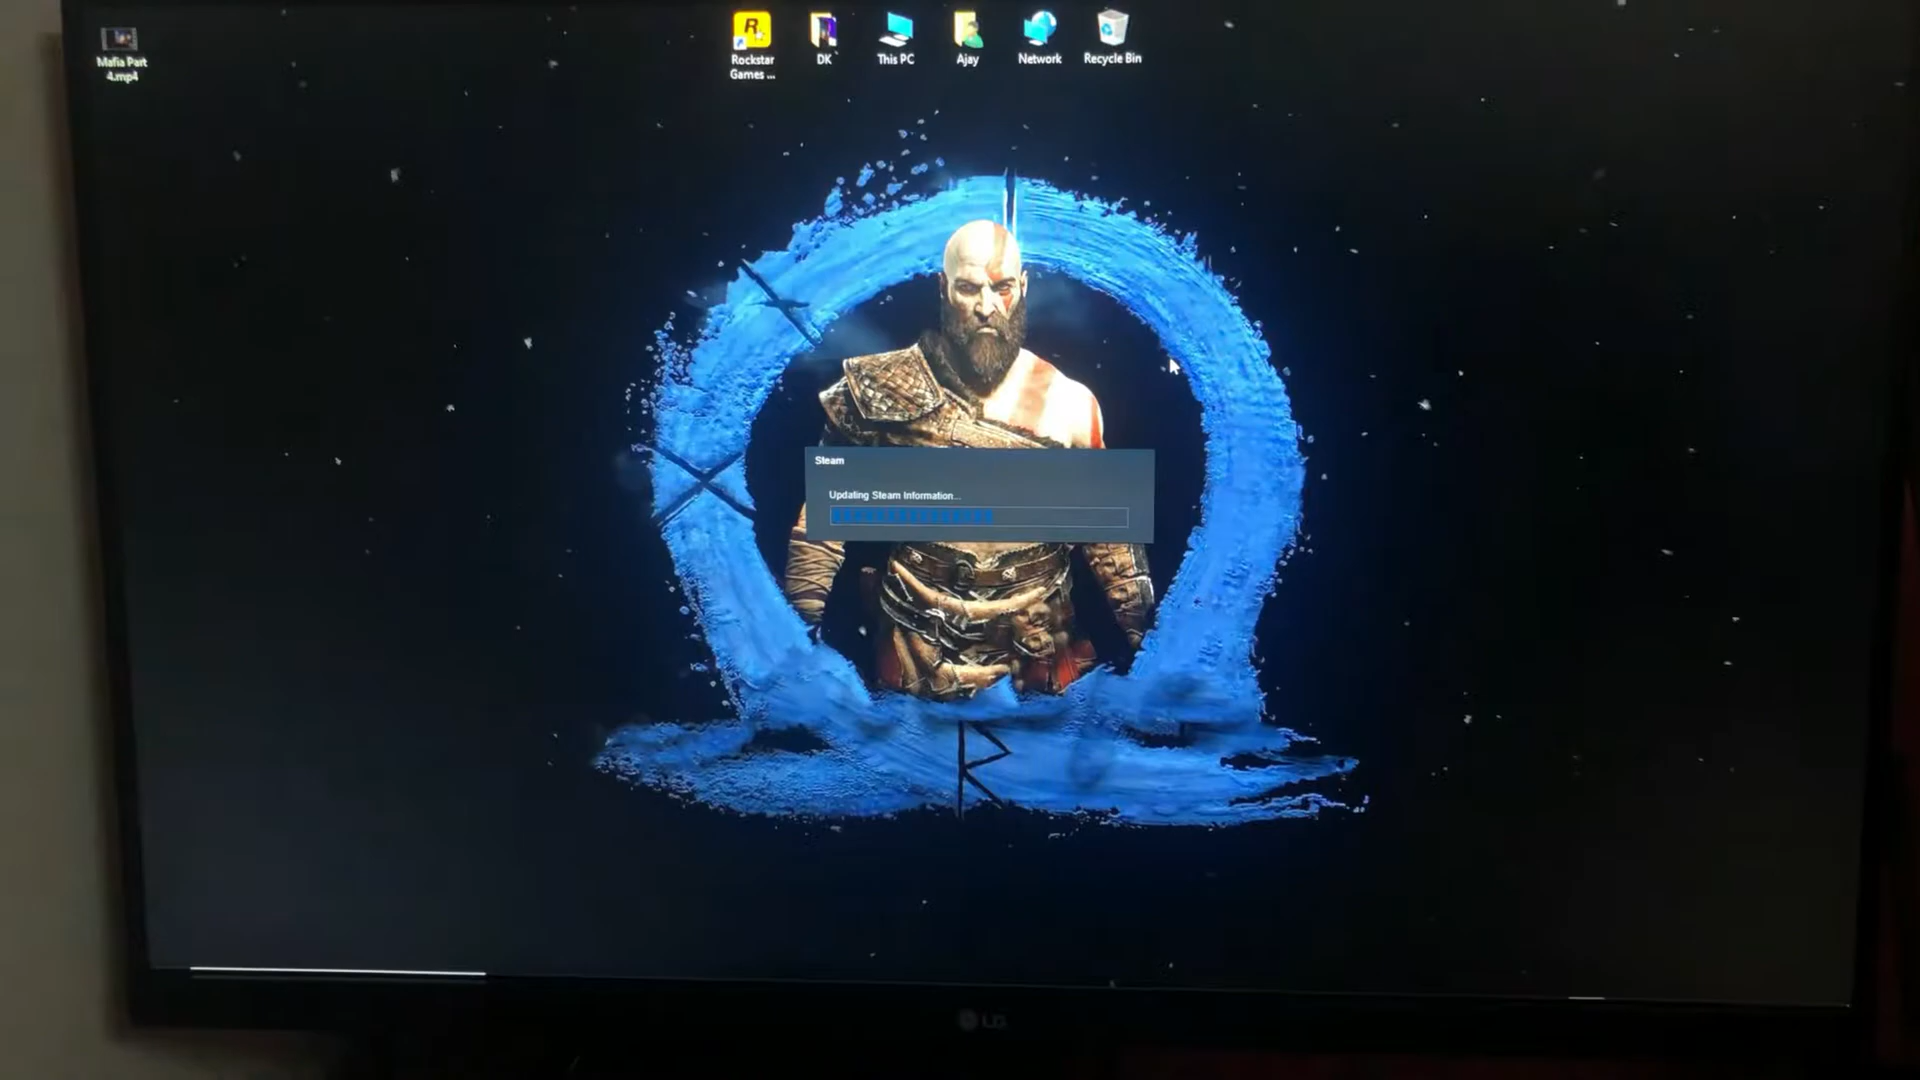 Mafia Part
4.mp4
Rockstar
Games ...
DK
This PC
Ajay
Network
Recycle Bin
Steam
Updating Steam Information...
LG